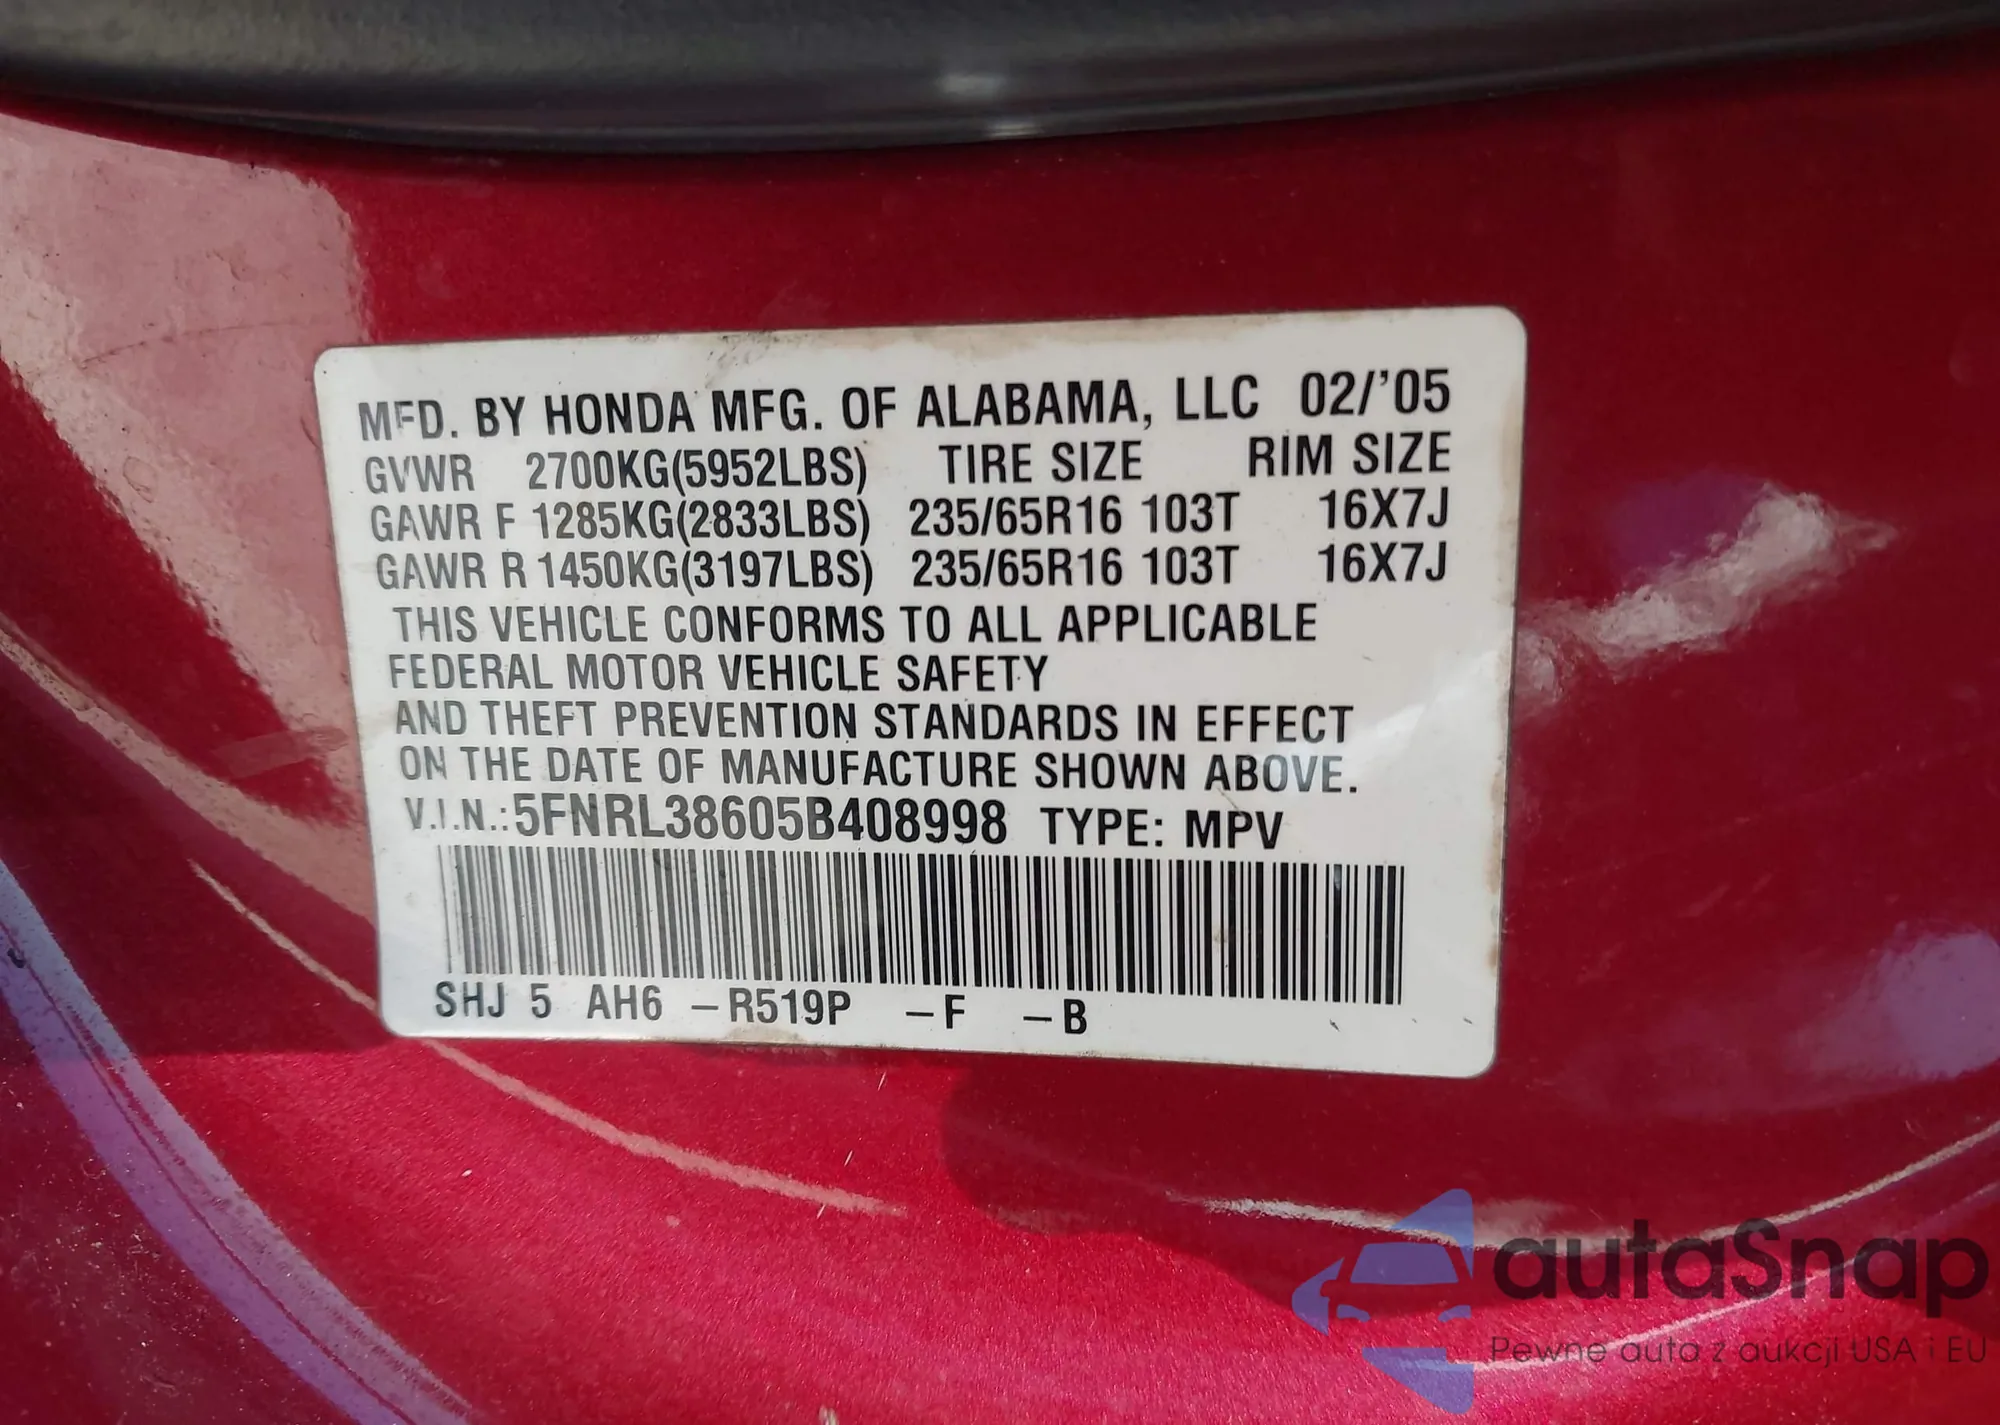 MFD. BY HONDA MFG. OF ALABAMA, LLC 02/'05
GVWR 2700KG(5952LBS) TIRE SIZE RIM SIZE
GAWR F 1285KG(2833LBS) 235/65R16 103T 16X7J
GAWR R 1450KG(3197LBS) 235/65R16 103T 16X7J
THIS VEHICLE CONFORMS TO ALL APPLICABLE
FEDERAL MOTOR VEHICLE SAFETY
AND THEFT PREVENTION STANDARDS IN EFFECT
ON THE DATE OF MANUFACTURE SHOWN ABOVE.
V.I.N.:5FNRL38605B408998 TYPE: MPV
SHJ 5 AH6 -R519P -F -B
autaSnap
Pewne auta z aukcji USA i EU